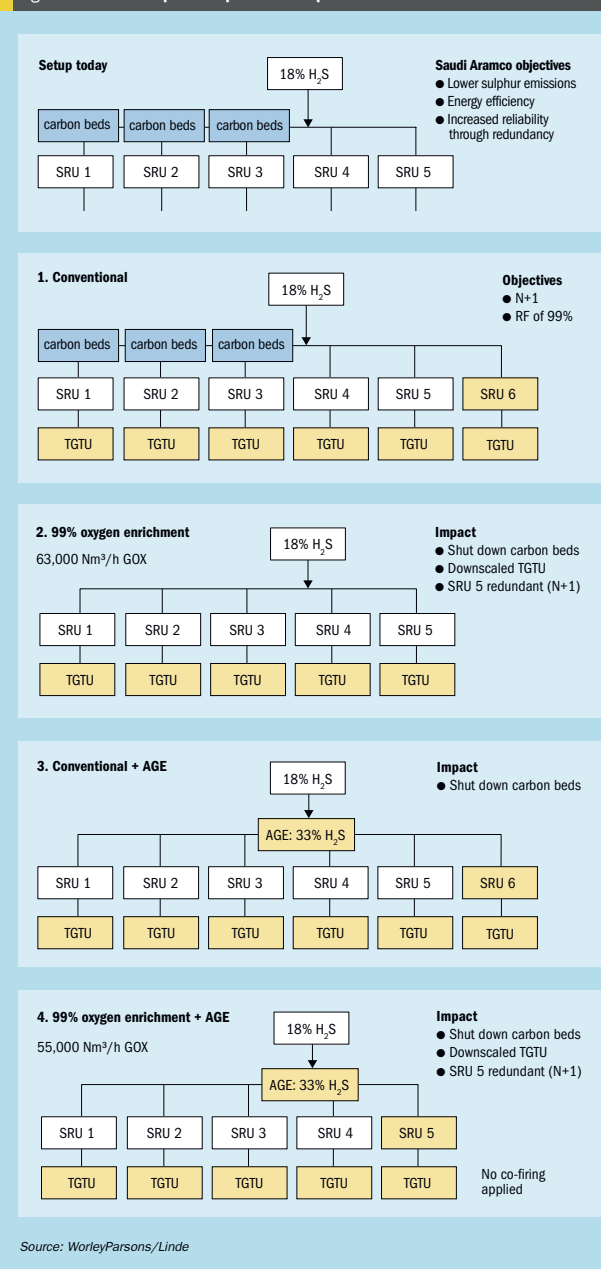 Setup today
18% H₂S
Saudi Aramco objectives
● Lower sulphur emissions
● Energy efficiency
● Increased reliability
through redundancy
carbon beds
carbon beds
carbon beds
SRU 1
SRU 2
SRU 3
SRU 4
SRU 5
1. Conventional
18% H₂S
Objectives
● N+1
● RF of 99%
carbon beds
carbon beds
carbon beds
SRU 1
SRU 2
SRU 3
SRU 4
SRU 5
SRU 6
TGTU
TGTU
TGTU
TGTU
TGTU
TGTU
2. 99% oxygen enrichment
63,000 Nm³/h GOX
18% H₂S
Impact
● Shut down carbon beds
● Downscaled TGTU
● SRU 5 redundant (N+1)
SRU 1
SRU 2
SRU 3
SRU 4
SRU 5
TGTU
TGTU
TGTU
TGTU
TGTU
3. Conventional + AGE
18% H₂S
Impact
● Shut down carbon beds
AGE: 33% H₂S
SRU 1
SRU 2
SRU 3
SRU 4
SRU 5
SRU 6
TGTU
TGTU
TGTU
TGTU
TGTU
TGTU
4. 99% oxygen enrichment + AGE
55,000 Nm³/h GOX
18% H₂S
Impact
● Shut down carbon beds
● Downscaled TGTU
● SRU 5 redundant (N+1)
AGE: 33% H₂S
SRU 1
SRU 2
SRU 3
SRU 4
SRU 5
TGTU
TGTU
TGTU
TGTU
TGTU
No co-firing
applied
Source: WorleyParsons/Linde